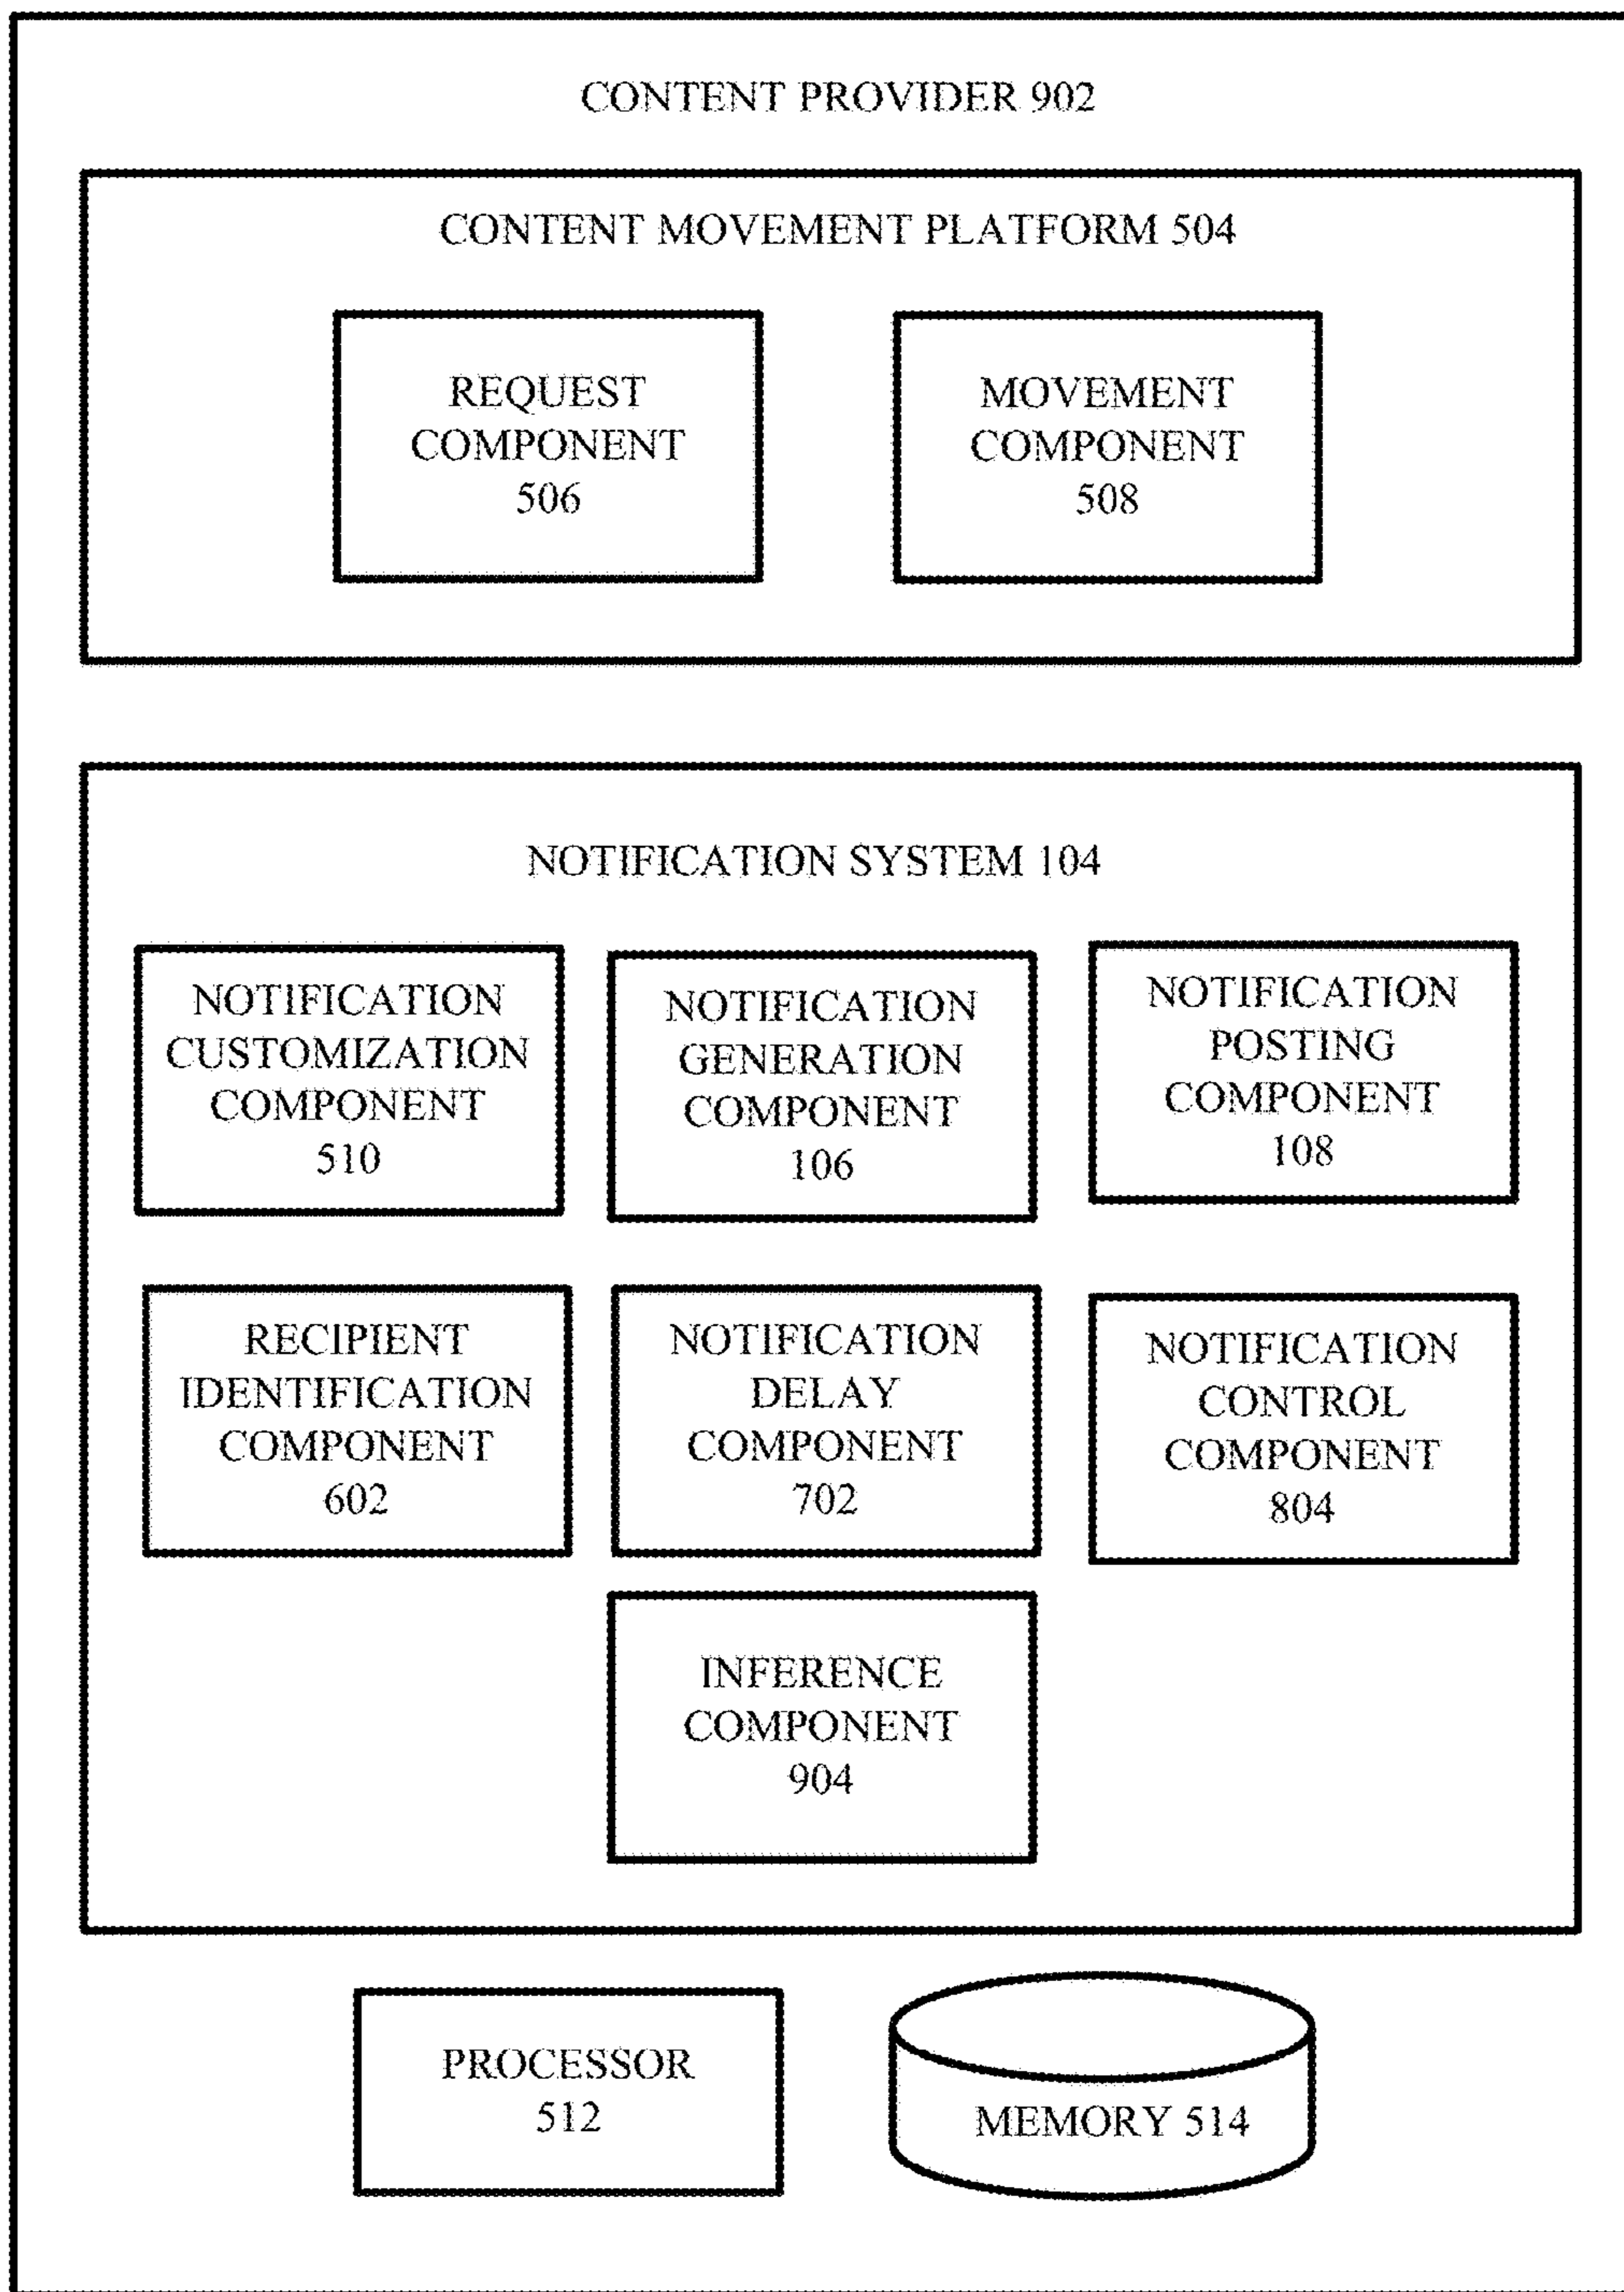 CONTENT PROVIDER 902
CONTENT MOVEMENT PLATFORM 504
REQUEST
COMPONENT
506
MOVEMENT
COMPONENT
508
NOTIFICATION SYSTEM 104
NOTIFICATION
CUSTOMIZATION
COMPONENT
510
NOTIFICATION
GENERATION
COMPONENT
106
NOTIFICATION
POSTING
COMPONENT
108
RECIPIENT
IDENTIFICATION
COMPONENT
602
NOTIFICATION
DELAY
COMPONENT
702
NOTIFICATION
CONTROL
COMPONENT
804
INFERENCE
COMPONENT
904
PROCESSOR
512
MEMORY 514